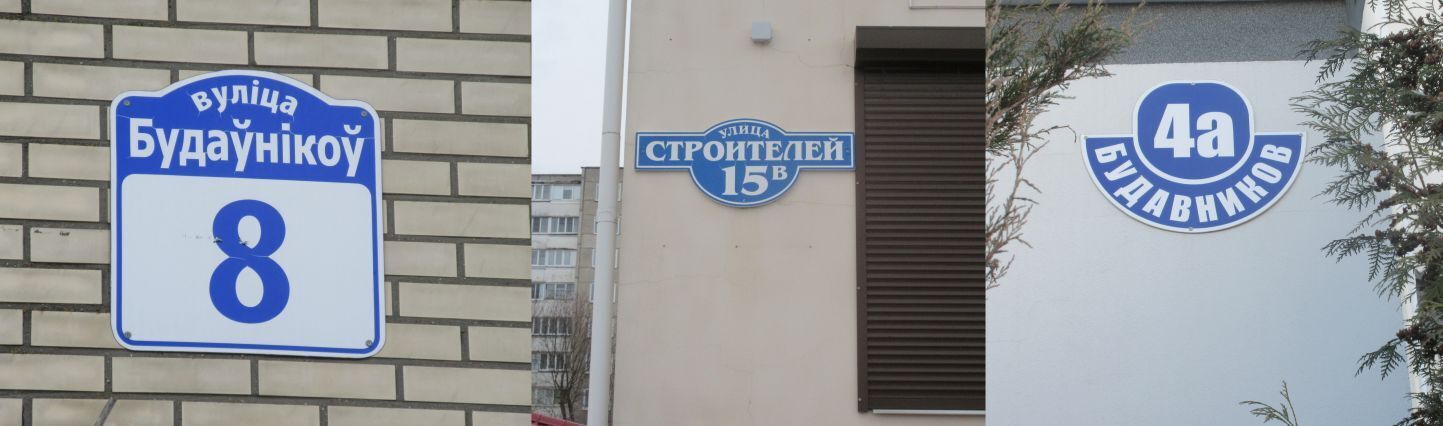 вуліца
Будаўнікоў
8
УЛИЦА
СТРОИТЕЛЕЙ
15В
4а
БУДАВНИКОВ